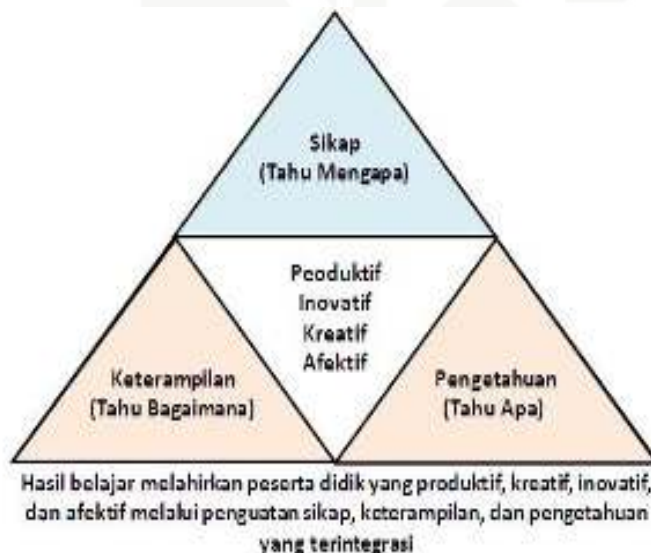 Sikap
(Tahu Mengapa)
Peoduktif
Inovatif
Kreatif
Afektif
Keterampilan
(Tahu Bagaimana)
Pengetahuan
(Tahu Apa)
Hasil belajar melahirkan peserta didik yang produktif, kreatif, inovatif,
dan afektif melalui penguatan sikap, keterampilan, dan pengetahuan
yang terintegrasi